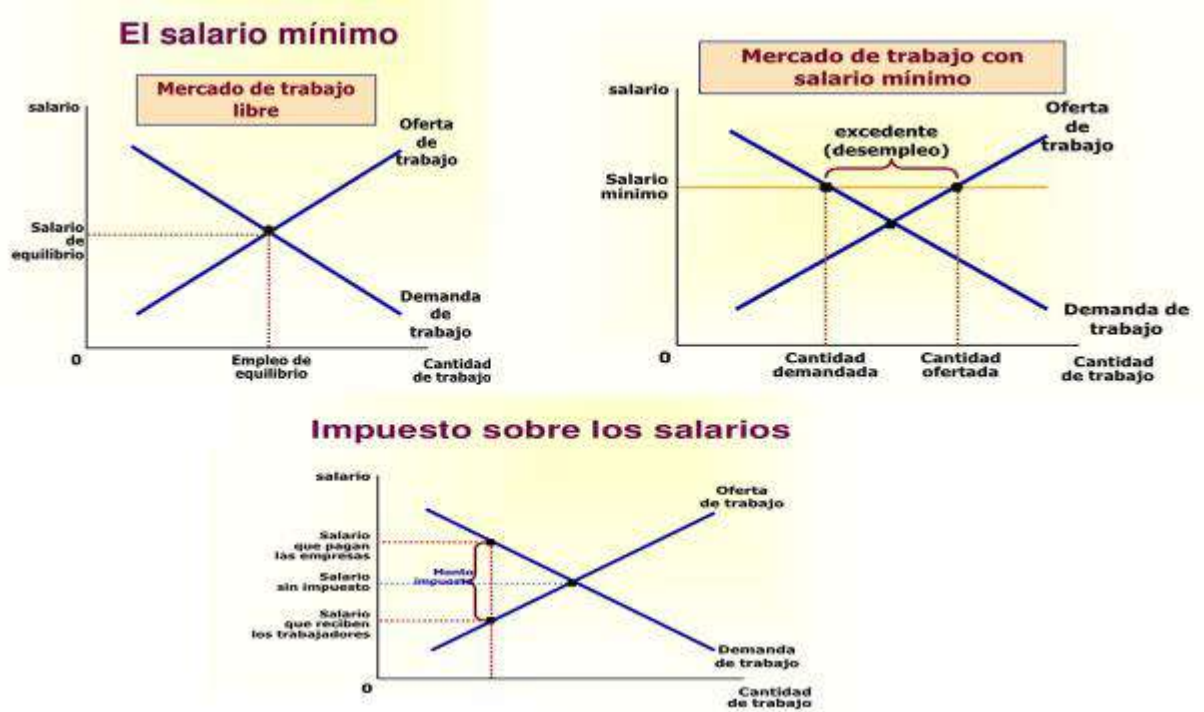 El salario mínimo
Mercado de trabajo
libre
salario
Oferta
de
trabajo
Salario
de
equilibrio
Demanda
de
trabajo
0
Empleo de
equilibrio
Cantidad
de trabajo
Mercado de trabajo con
salario mínimo
salario
Oferta
de
trabajo
excedente
(desempleo)
Salario
mínimo
Demanda de
trabajo
0
Cantidad
demandada
Cantidad
ofertada
Cantidad
de trabajo
Impuesto sobre los salarios
salario
Oferta
de trabajo
Salario
que pagan
las empresas
Monto
impuesto
Salario
sin impuesto
Salario
que reciben
los trabajadores
Demanda
de trabajo
0
Cantidad
de trabajo